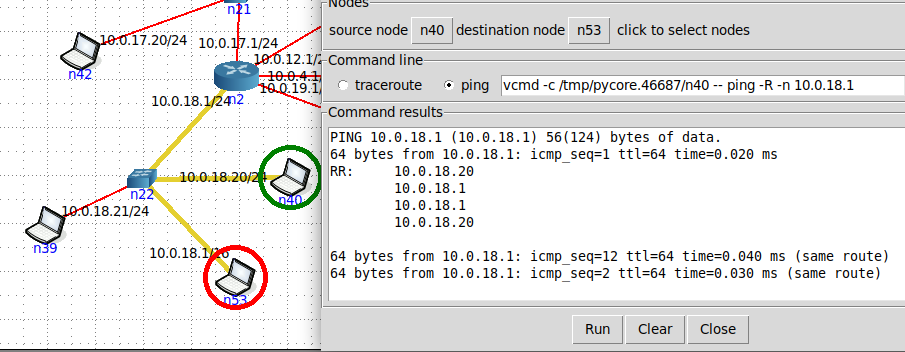 n21
10.0.17.20/24
n42
10.0.17.1/24
10.0.12.1/
10.0.4.1/
10.0.19.1/
n2
10.0.18.1/24
10.0.18.20/24
n22
n40
10.0.18.21/24
n39
10.0.18.1/16
n53
Nodes
source node n40 destination node n53 click to select nodes
Command line
traceroute ping vcmd -c /tmp/pycore.46687/n40 -- ping -R -n 10.0.18.1
Command results
PING 10.0.18.1 (10.0.18.1) 56(124) bytes of data.
64 bytes from 10.0.18.1: icmp_seq=1 ttl=64 time=0.020 ms
RR: 10.0.18.20
10.0.18.1
10.0.18.1
10.0.18.20
64 bytes from 10.0.18.1: icmp_seq=12 ttl=64 time=0.040 ms (same route)
64 bytes from 10.0.18.1: icmp_seq=2 ttl=64 time=0.030 ms (same route)
Run Clear Close